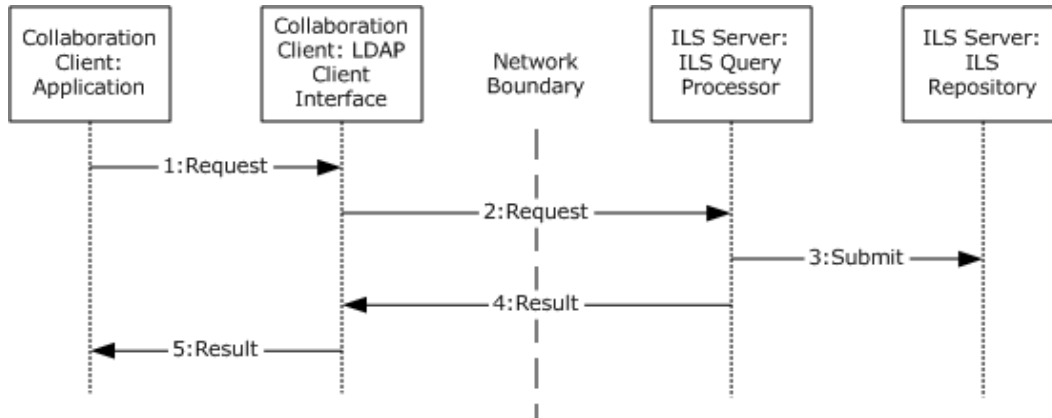 Collaboration
Client:
Application
Collaboration
Client: LDAP
Client
Interface
Network
Boundary
ILS Server:
ILS Query
Processor
ILS Server:
ILS
Repository
1:Request
2:Request
3:Submit
4:Result
5:Result